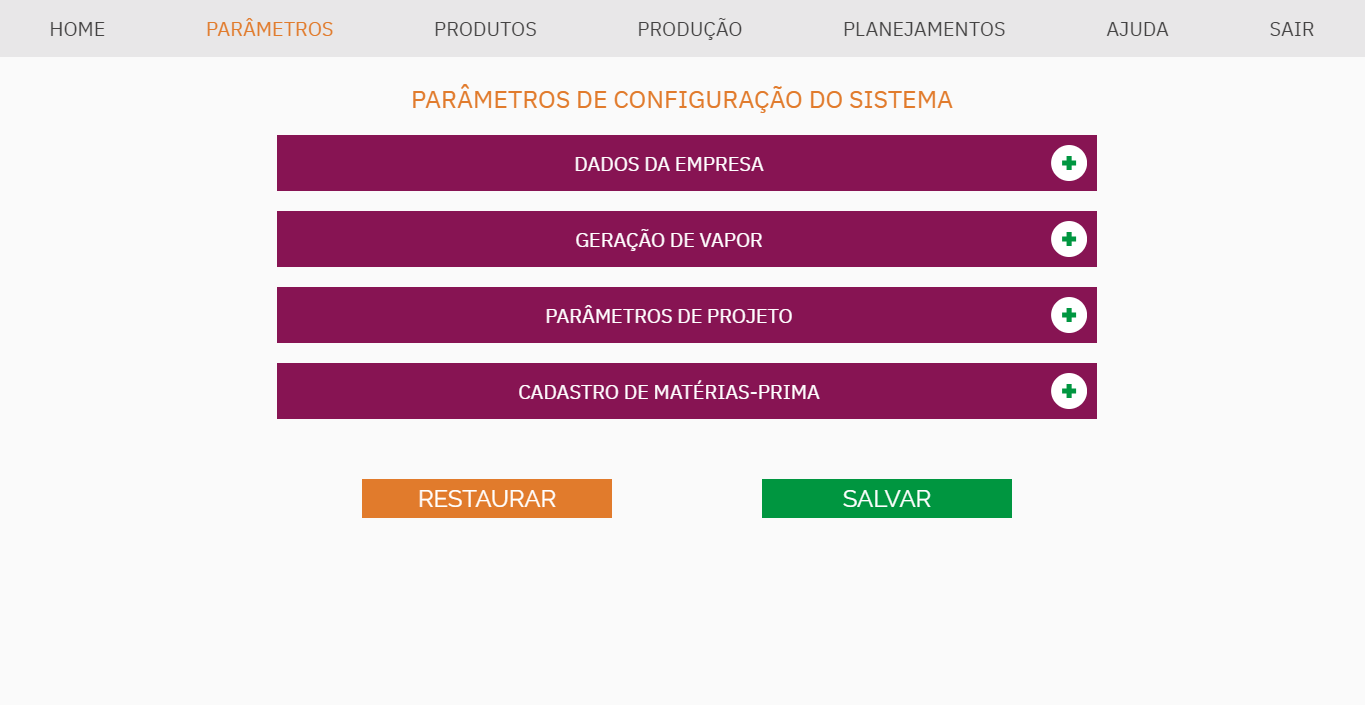 HOME PARÂMETROS PRODUTOS PRODUÇÃO PLANEJAMENTOS AJUDA SAIR
PARÂMETROS DE CONFIGURAÇÃO DO SISTEMA
DADOS DA EMPRESA
GERAÇÃO DE VAPOR
PARÂMETROS DE PROJETO
CADASTRO DE MATÉRIAS-PRIMA
RESTAURAR SALVAR